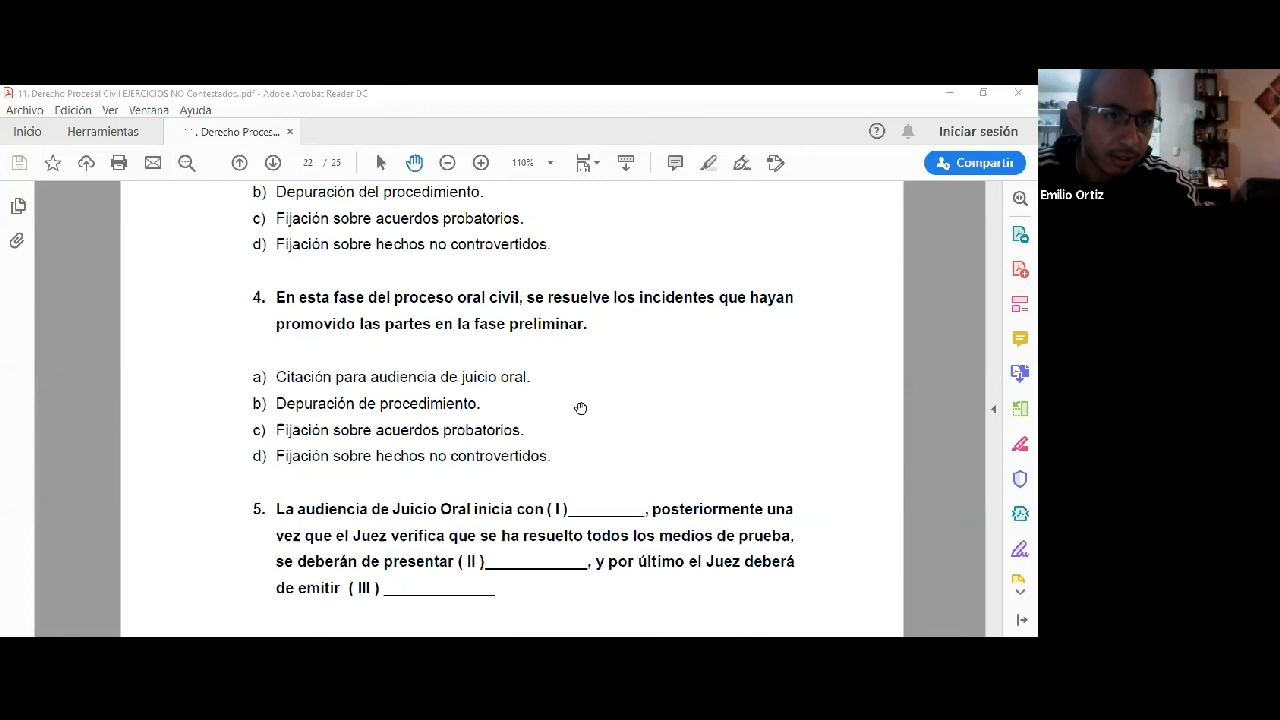 11. Derecho Procesal Civil EJERCICIOS NO Contestados..pdf - Adobe Acrobat Reader DC
Archivo Edición Ver Ventana Ayuda
Inicio Herramientas 11. Derecho Proces... × Iniciar sesión
22 / 25 110% Compartir
Emilio Ortiz
b) Depuración del procedimiento.
c) Fijación sobre acuerdos probatorios.
d) Fijación sobre hechos no controvertidos.
4. En esta fase del proceso oral civil, se resuelve los incidentes que hayan
promovido las partes en la fase preliminar.
a) Citación para audiencia de juicio oral.
b) Depuración de procedimiento.
c) Fijación sobre acuerdos probatorios.
d) Fijación sobre hechos no controvertidos.
5. La audiencia de Juicio Oral inicia con ( I )_________, posteriormente una
vez que el Juez verifica que se ha resuelto todos los medios de prueba,
se deberán de presentar ( II )____________, y por último el Juez deberá
de emitir ( III ) _____________